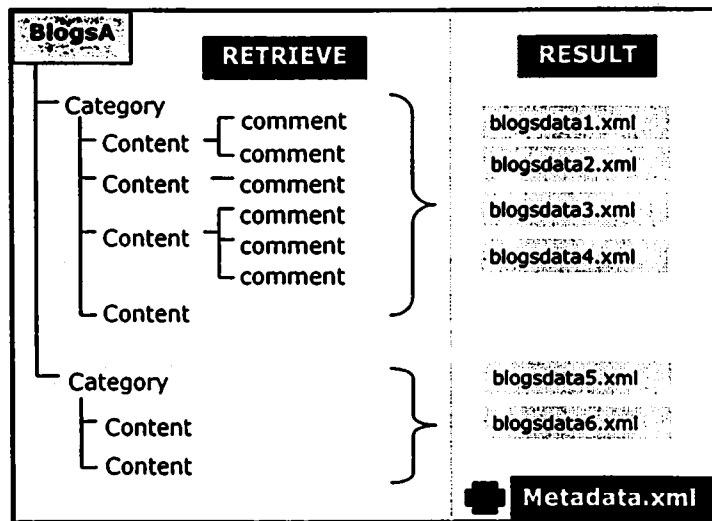 BlogsA
RETRIEVE
RESULT
Category
Content
comment
comment
Content
comment
Content
comment
comment
comment
Content
blogsdata1.xml
blogsdata2.xml
blogsdata3.xml
blogsdata4.xml
Category
Content
Content
blogsdata5.xml
blogsdata6.xml
Metadata.xml